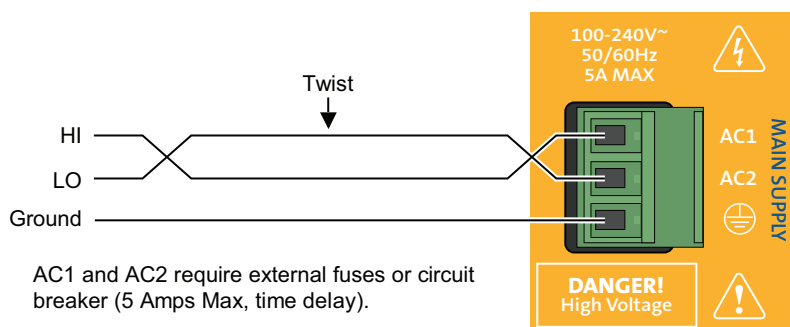 100-240V~
50/60Hz
5A MAX
Twist
HI
LO
Ground
AC1
AC2
MAIN SUPPLY
AC1 and AC2 require external fuses or circuit
breaker (5 Amps Max, time delay).
DANGER!
High Voltage